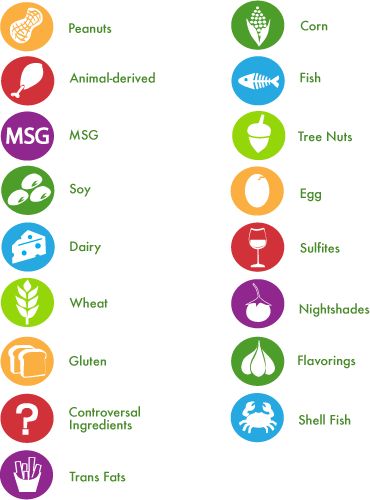 Peanuts
Animal-derived
MSG
MSG
Soy
Dairy
Wheat
Gluten
?
Controversal
Ingredients
Trans Fats
Corn
Fish
Tree Nuts
Egg
Sulfites
Nightshades
Flavorings
Shell Fish